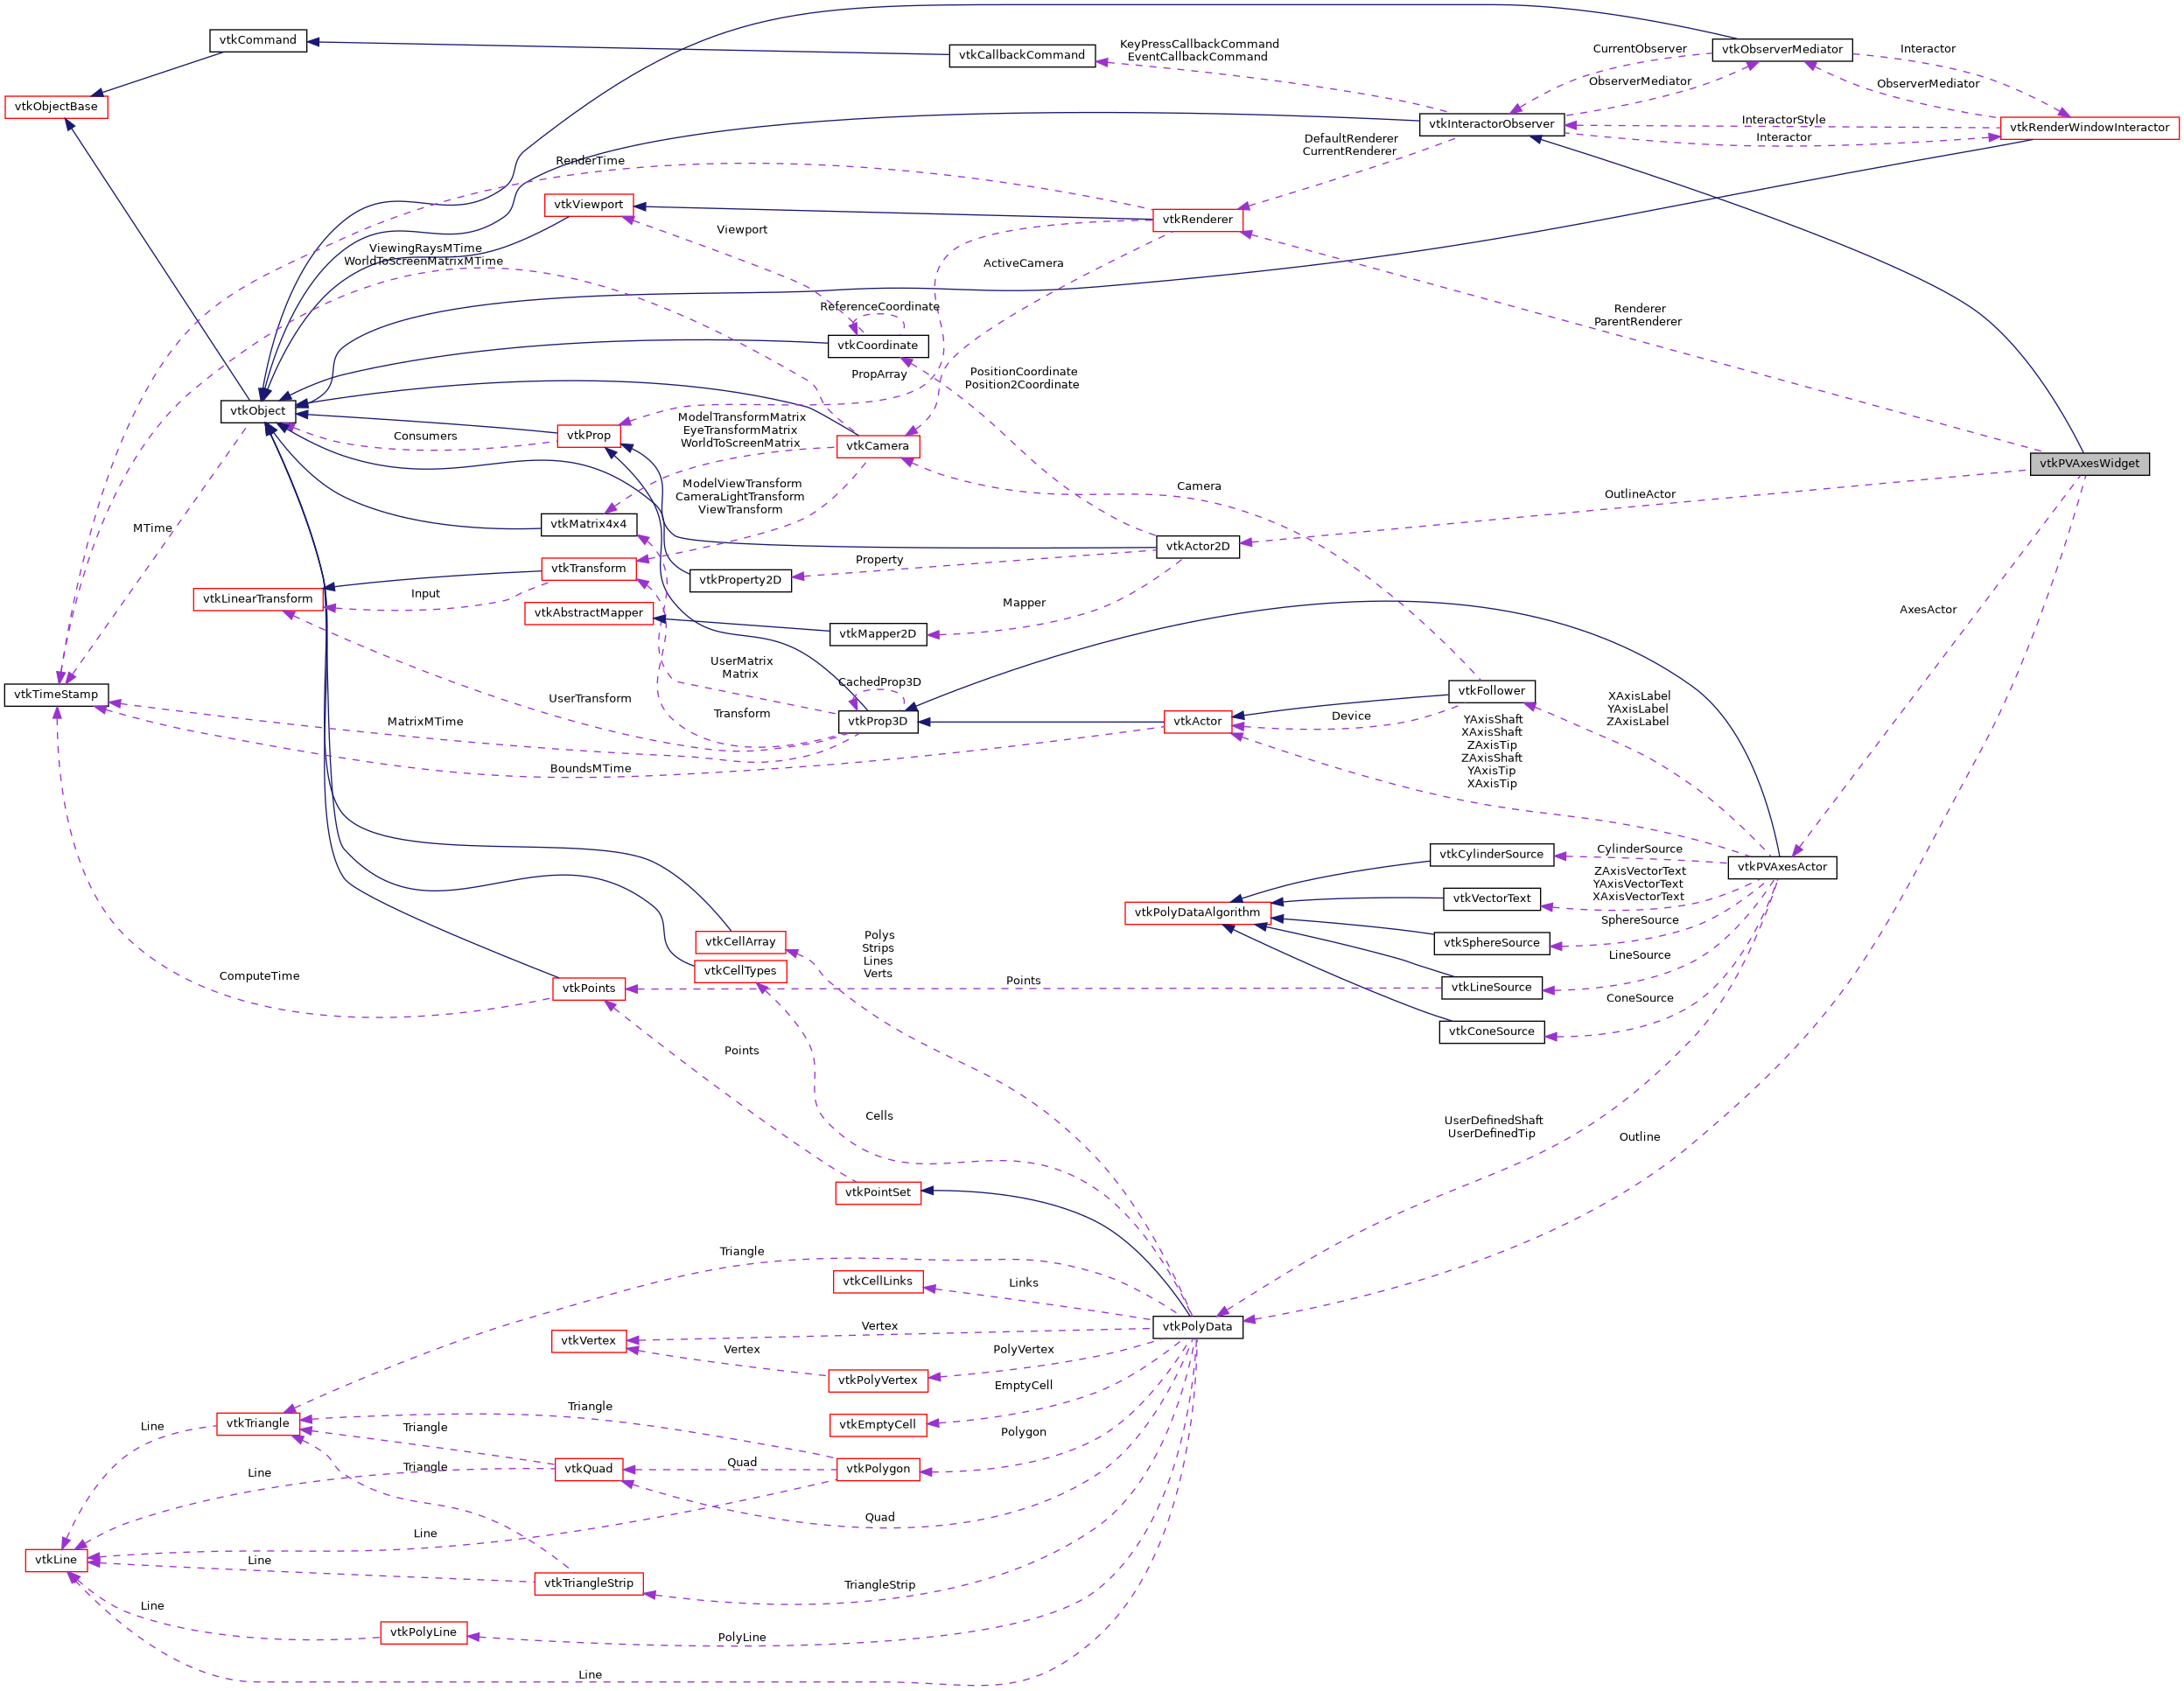 vtkCommand
vtkCallbackCommand
KeyPressCallbackCommand
EventCallbackCommand
CurrentObserver
vtkObserverMediator
Interactor
ObserverMediator
ObserverMediator
vtkObjectBase
vtkInteractorObserver
InteractorStyle
Interactor
vtkRenderWindowInteractor
DefaultRenderer
CurrentRenderer
RenderTime
vtkViewport
vtkRenderer
Viewport
ViewingRaysMTime
WorldToScreenMatrixMTime
ActiveCamera
ReferenceCoordinate
Renderer
ParentRenderer
vtkCoordinate
PropArray
PositionCoordinate
Position2Coordinate
vtkObject
ModelTransformMatrix
EyeTransformMatrix
WorldToScreenMatrix
Consumers
vtkProp
vtkCamera
vtkPVAxesWidget
ModelViewTransform
CameraLightTransform
ViewTransform
Camera
OutlineActor
MTime
vtkMatrix4x4
vtkActor2D
Property
vtkTransform
vtkProperty2D
Input
vtkLinearTransform
vtkAbstractMapper
Mapper
AxesActor
vtkMapper2D
UserMatrix
Matrix
CachedProp3D
vtkTimeStamp
UserTransform
vtkFollower
XAxisLabel
YAxisLabel
ZAxisLabel
MatrixMTime
Transform
vtkProp3D
vtkActor
Device
YAxisShaft
XAxisShaft
ZAxisTip
ZAxisShaft
YAxisTip
XAxisTip
BoundsMTime
CylinderSource
vtkCylinderSource
vtkPVAxesActor
ZAxisVectorText
YAxisVectorText
XAxisVectorText
vtkVectorText
vtkPolyDataAlgorithm
SphereSource
vtkSphereSource
vtkCellArray
Polys
Strips
Lines
Verts
LineSource
vtkCellTypes
ComputeTime
vtkPoints
Points
vtkLineSource
ConeSource
vtkConeSource
Points
Cells
UserDefinedShaft
UserDefinedTip
Outline
vtkPointSet
Triangle
vtkCellLinks
Links
vtkPolyData
vtkVertex
Vertex
Vertex
PolyVertex
vtkPolyVertex
EmptyCell
vtkEmptyCell
Triangle
vtkTriangle
Line
Triangle
Polygon
Line
Triangle
vtkQuad
Quad
vtkPolygon
Quad
Line
vtkLine
Line
vtkTriangleStrip
TriangleStrip
Line
vtkPolyLine
PolyLine
Line